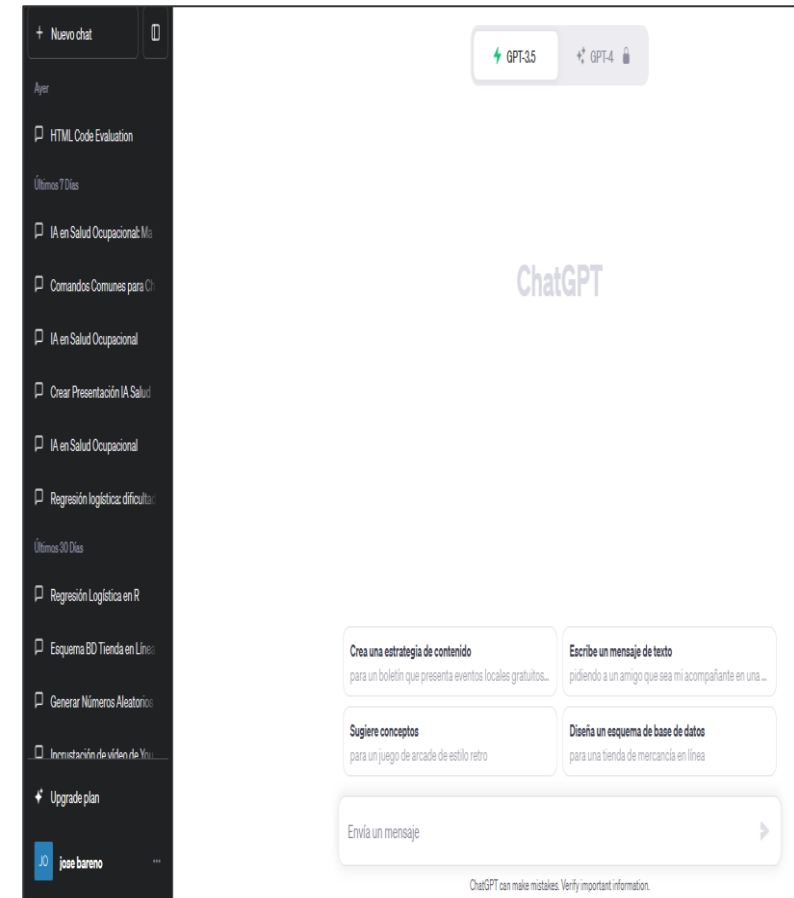 + Nuevo chat
Ayer
HTML Code Evaluation
Últimos 7 Días
IA en Salud Ocupacional: Ma
Comandos Comunes para Ch
IA en Salud Ocupacional
Crear Presentación IA Salud
IA en Salud Ocupacional
Regresión logística: dificultad
Últimos 30 Días
Regresión Logística en R
Esquema BD Tienda en Línea
Generar Números Aleatorios
Incrustación de vídeo de You
Upgrade plan
JO jose bareno
GPT-3.5 GPT-4
ChatGPT
Crea una estrategia de contenido
para un boletín que presenta eventos locales gratuitos...
Escribe un mensaje de texto
pidiendo a un amigo que sea mi acompañante en una ...
Sugiere conceptos
para un juego de arcade de estilo retro
Diseña un esquema de base de datos
para una tienda de mercancía en línea
Envía un mensaje
ChatGPT can make mistakes. Verify important information.